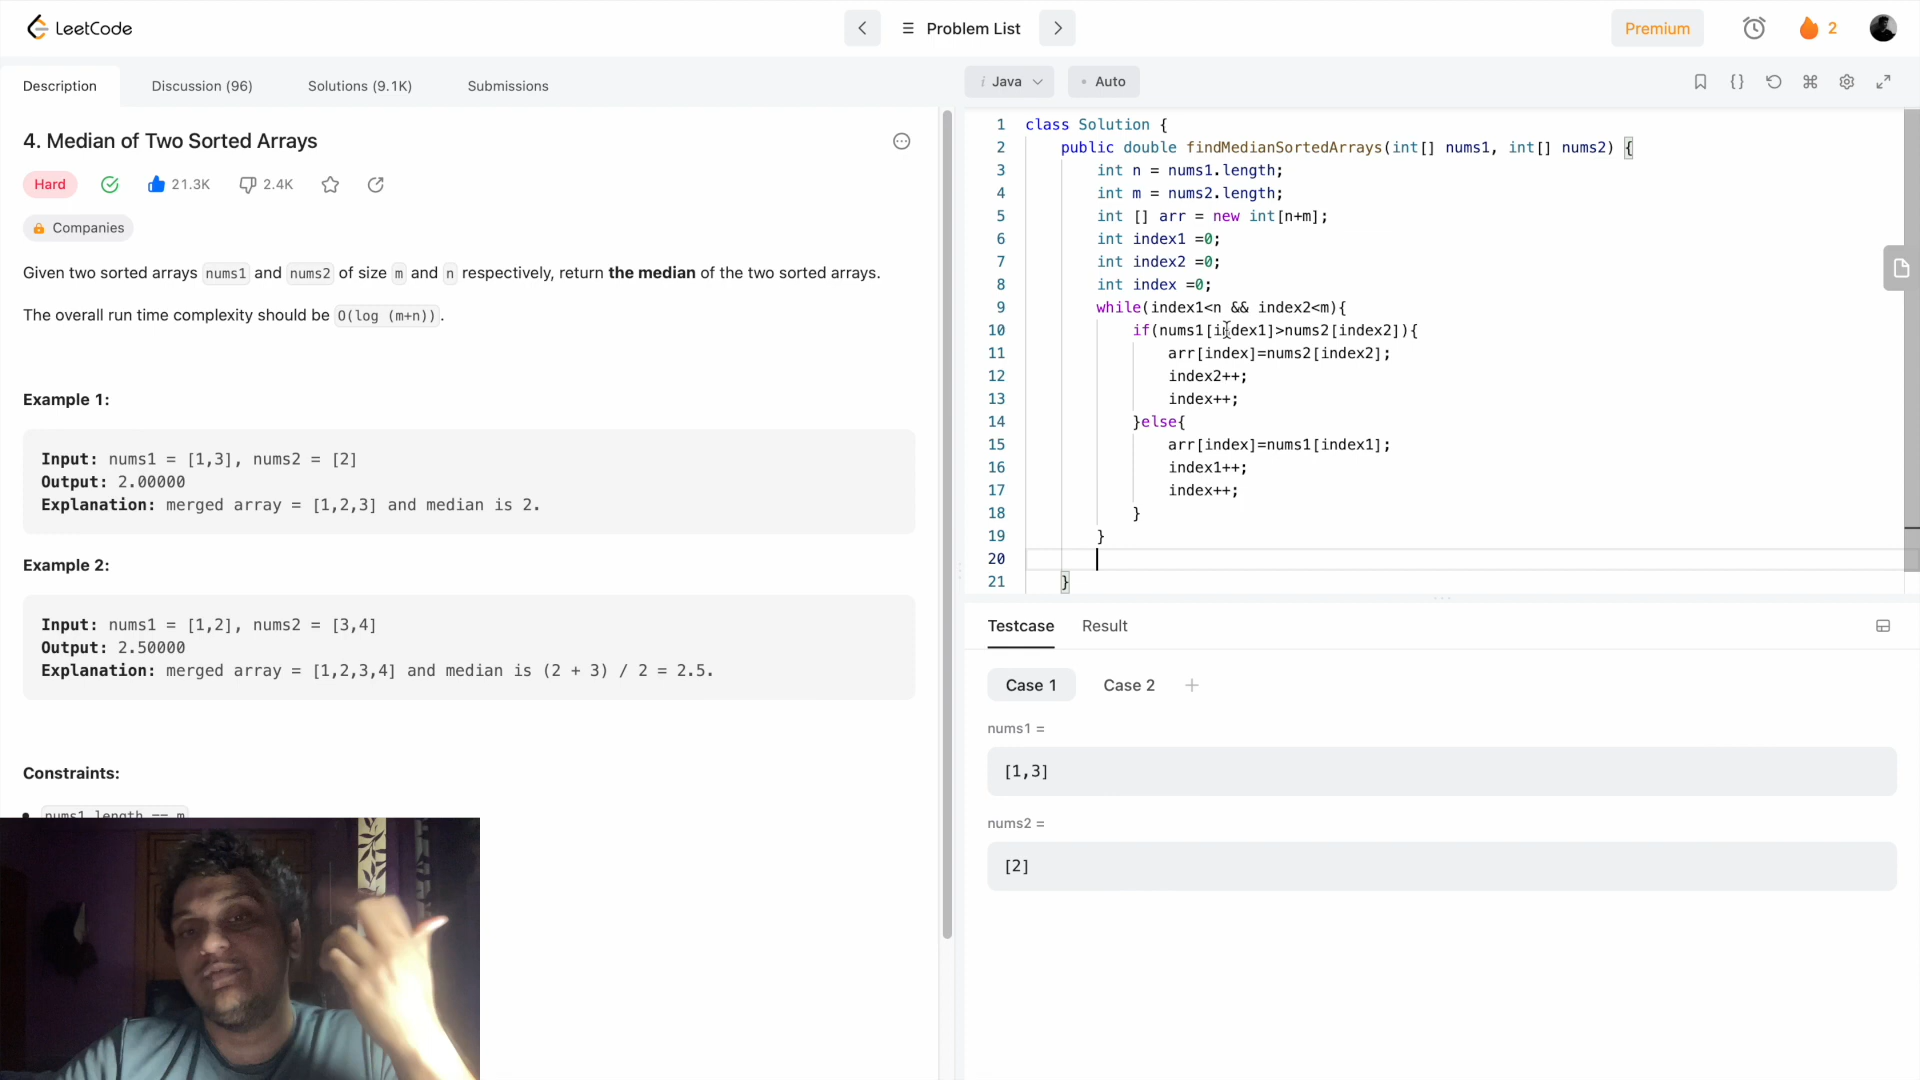 LeetCode
Problem List
Premium
2
Description
Discussion (96)
Solutions (9.1K)
Submissions
4. Median of Two Sorted Arrays
Hard
21.3K
2.4K
Companies
Given two sorted arrays nums1 and nums2 of size m and n respectively, return the median of the two sorted arrays.
The overall run time complexity should be O(log (m+n)).
Example 1:
Input: nums1 = [1,3], nums2 = [2]
Output: 2.00000
Explanation: merged array = [1,2,3] and median is 2.
Example 2:
Input: nums1 = [1,2], nums2 = [3,4]
Output: 2.50000
Explanation: merged array = [1,2,3,4] and median is (2 + 3) / 2 = 2.5.
Constraints:
nums1.length == m
i Java
Auto
{}
1 class Solution {
2 public double findMedianSortedArrays(int[] nums1, int[] nums2) {
3 int n = nums1.length;
4 int m = nums2.length;
5 int [] arr = new int[n+m];
6 int index1 =0;
7 int index2 =0;
8 int index =0;
9 while(index1<n && index2<m){
10 if(nums1[index1]>nums2[index2]){
11 arr[index]=nums2[index2];
12 index2++;
13 index++;
14 }else{
15 arr[index]=nums1[index1];
16 index1++;
17 index++;
18 }
19 }
20
21 }
Testcase
Result
Case 1
Case 2
nums1 =
[1,3]
nums2 =
[2]